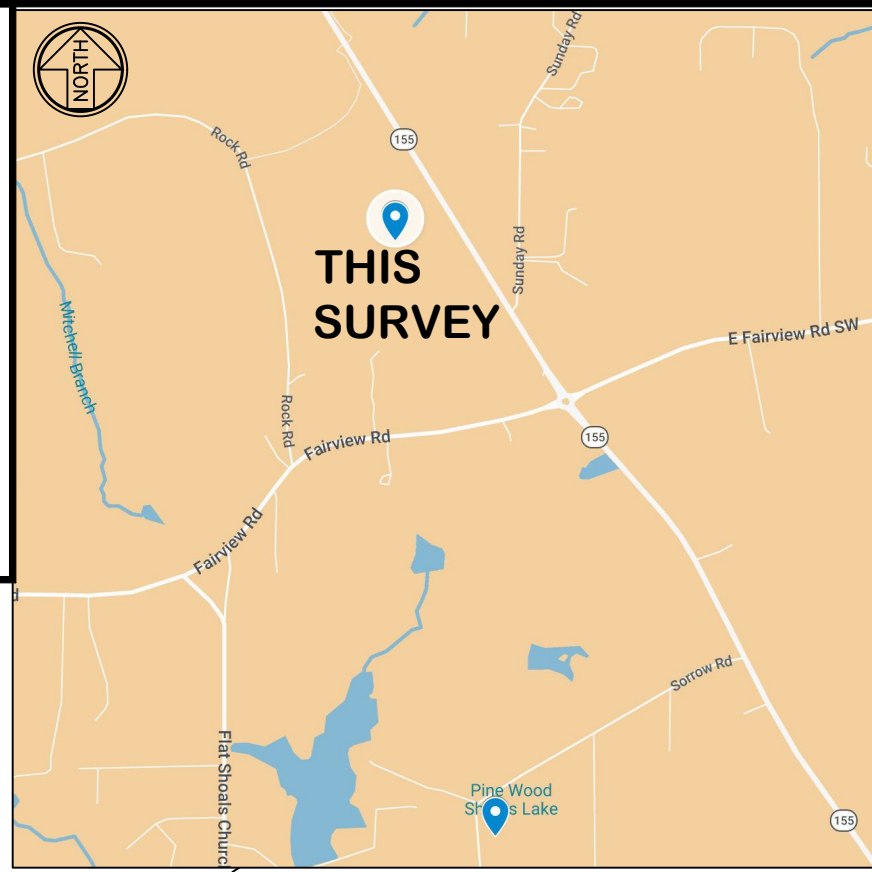 NORTH
Sunday Rd
155
Rock Rd
THIS
SURVEY
Sunday Rd
E Fairview Rd SW
Mitchell Branch
Rock Rd
Fairview Rd
155
Fairview Rd
d
Sorrow Rd
Flat Shoals Church
Pine Wood
Lake
155